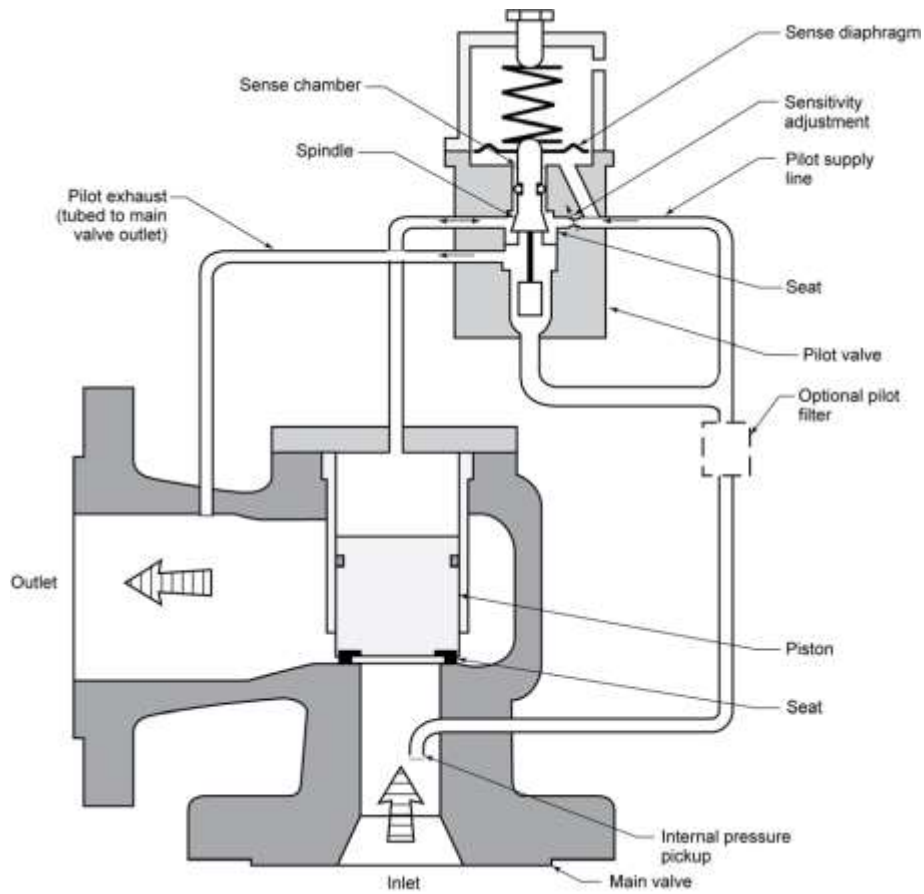 Sense diaphragm
Sense chamber
Sensitivity
adjustment
Spindle
Pilot supply
line
Pilot exhaust
(tubed to main
valve outlet)
Seat
Pilot valve
Optional pilot
filter
Outlet
Piston
Seat
Internal pressure
pickup
Main valve
Inlet